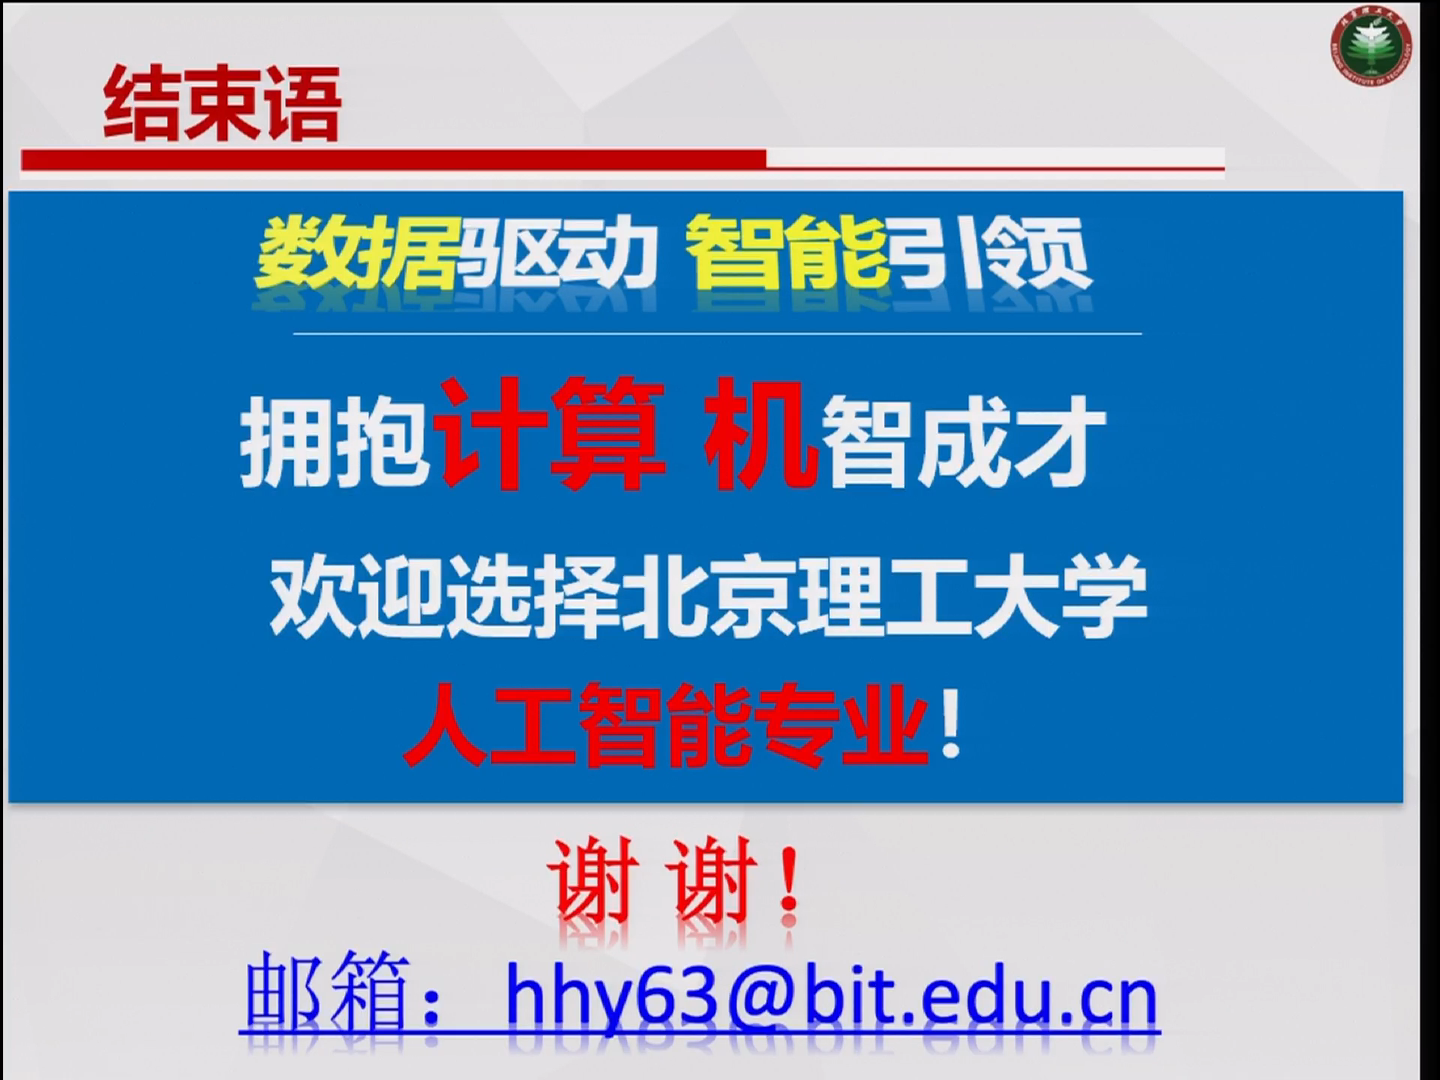 结束语
数据驱动 智能引领
拥抱计算 机智成才
欢迎选择北京理工大学
人工智能专业！
谢 谢！
邮箱：hhy63@bit.edu.cn